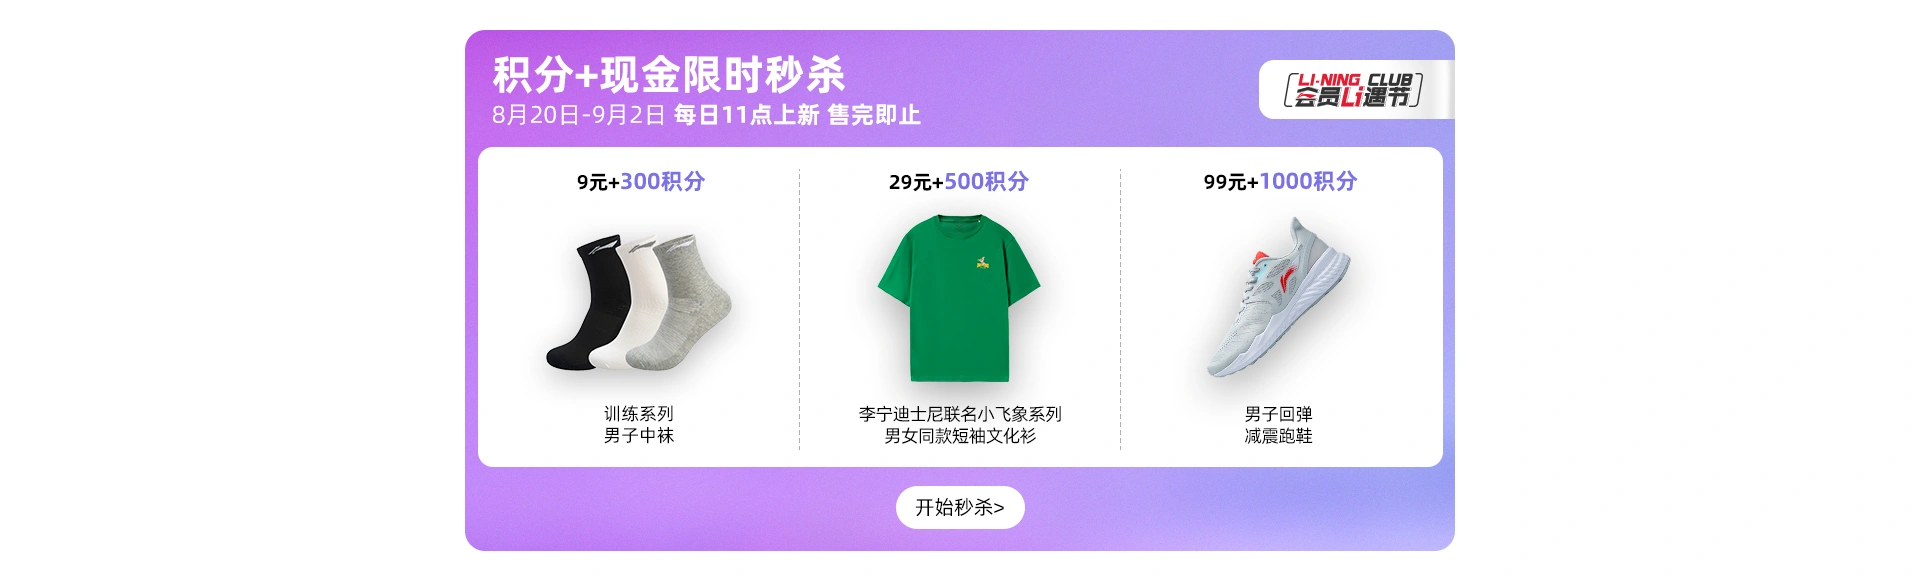 积分+现金限时秒杀
8月20日-9月2日 每日11点上新 售完即止
LI-NING CLUB
会员Li遇节
9元+300积分
29元+500积分
99元+1000积分
训练系列
男子中袜
李宁迪士尼联名小飞象系列
男女同款短袖文化衫
男子回弹
减震跑鞋
开始秒杀>